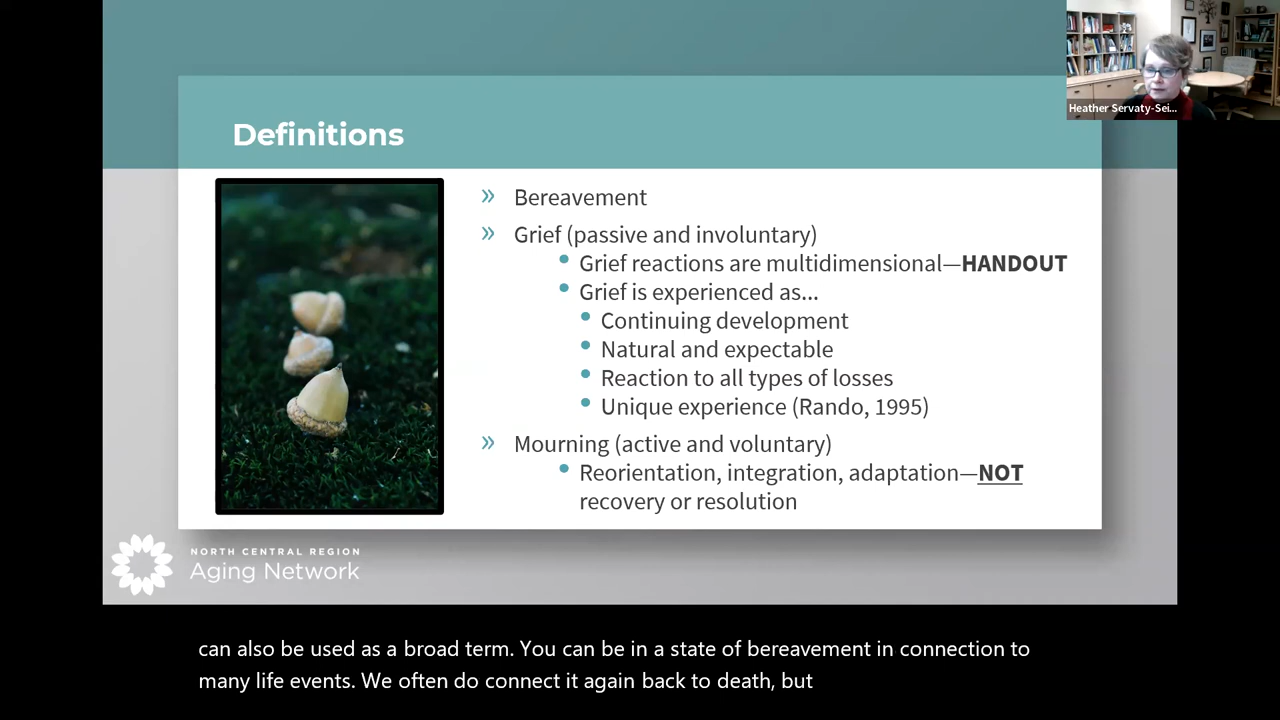 Heather Servaty-Sei...
Definitions
» Bereavement
» Grief (passive and involuntary)
• Grief reactions are multidimensional—HANDOUT
• Grief is experienced as...
• Continuing development
• Natural and expectable
• Reaction to all types of losses
• Unique experience (Rando, 1995)
» Mourning (active and voluntary)
• Reorientation, integration, adaptation—NOT
recovery or resolution
NORTH CENTRAL REGION
Aging Network
can also be used as a broad term. You can be in a state of bereavement in connection to
many life events. We often do connect it again back to death, but